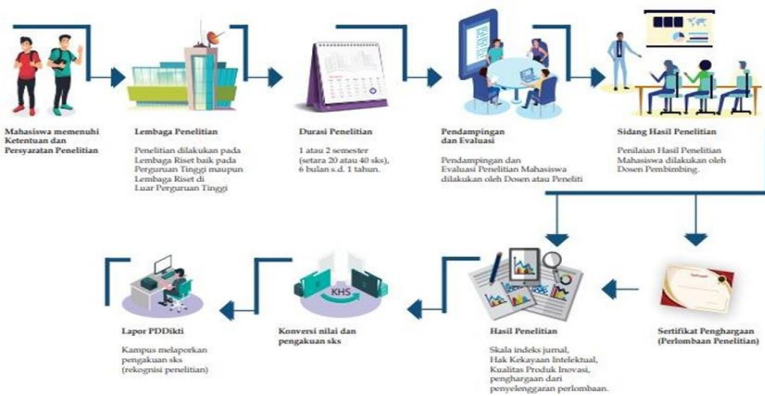 Mahasiswa memenuhi
Ketentuan dan
Persyaratan Penelitian
Lembaga Penelitian
Penelitian dilakukan pada
Lembaga Riset baik pada
Perguruan Tinggi maupun
Lembaga Riset di
Luar Perguruan Tinggi
Durasi Penelitian
1 atau 2 semester
(setara 20 atau 40 sks),
6 bulan s.d. 1 tahun.
Pendampingan
dan Evaluasi
Pendampingan dan
Evaluasi Penelitian Mahasiswa
dilakukan oleh Dosen atau Peneliti
Sidang Hasil Penelitian
Penilaian Hasil Penelitian
Mahasiswa dilakukan oleh
Dosen Pembimbing.
Lapor PDDikti
Kampus melaporkan
pengakuan sks
(rekognisi penelitian)
KHS
Konversi nilai dan
pengakuan sks
Hasil Penelitian
Skala indeks jurnal,
Hak Kekayaan Intelektual,
Kualitas Produk Inovasi,
penghargaan dari
penyelenggaran perlombaan.
Sertifikat Penghargaan
(Perlombaan Penelitian)